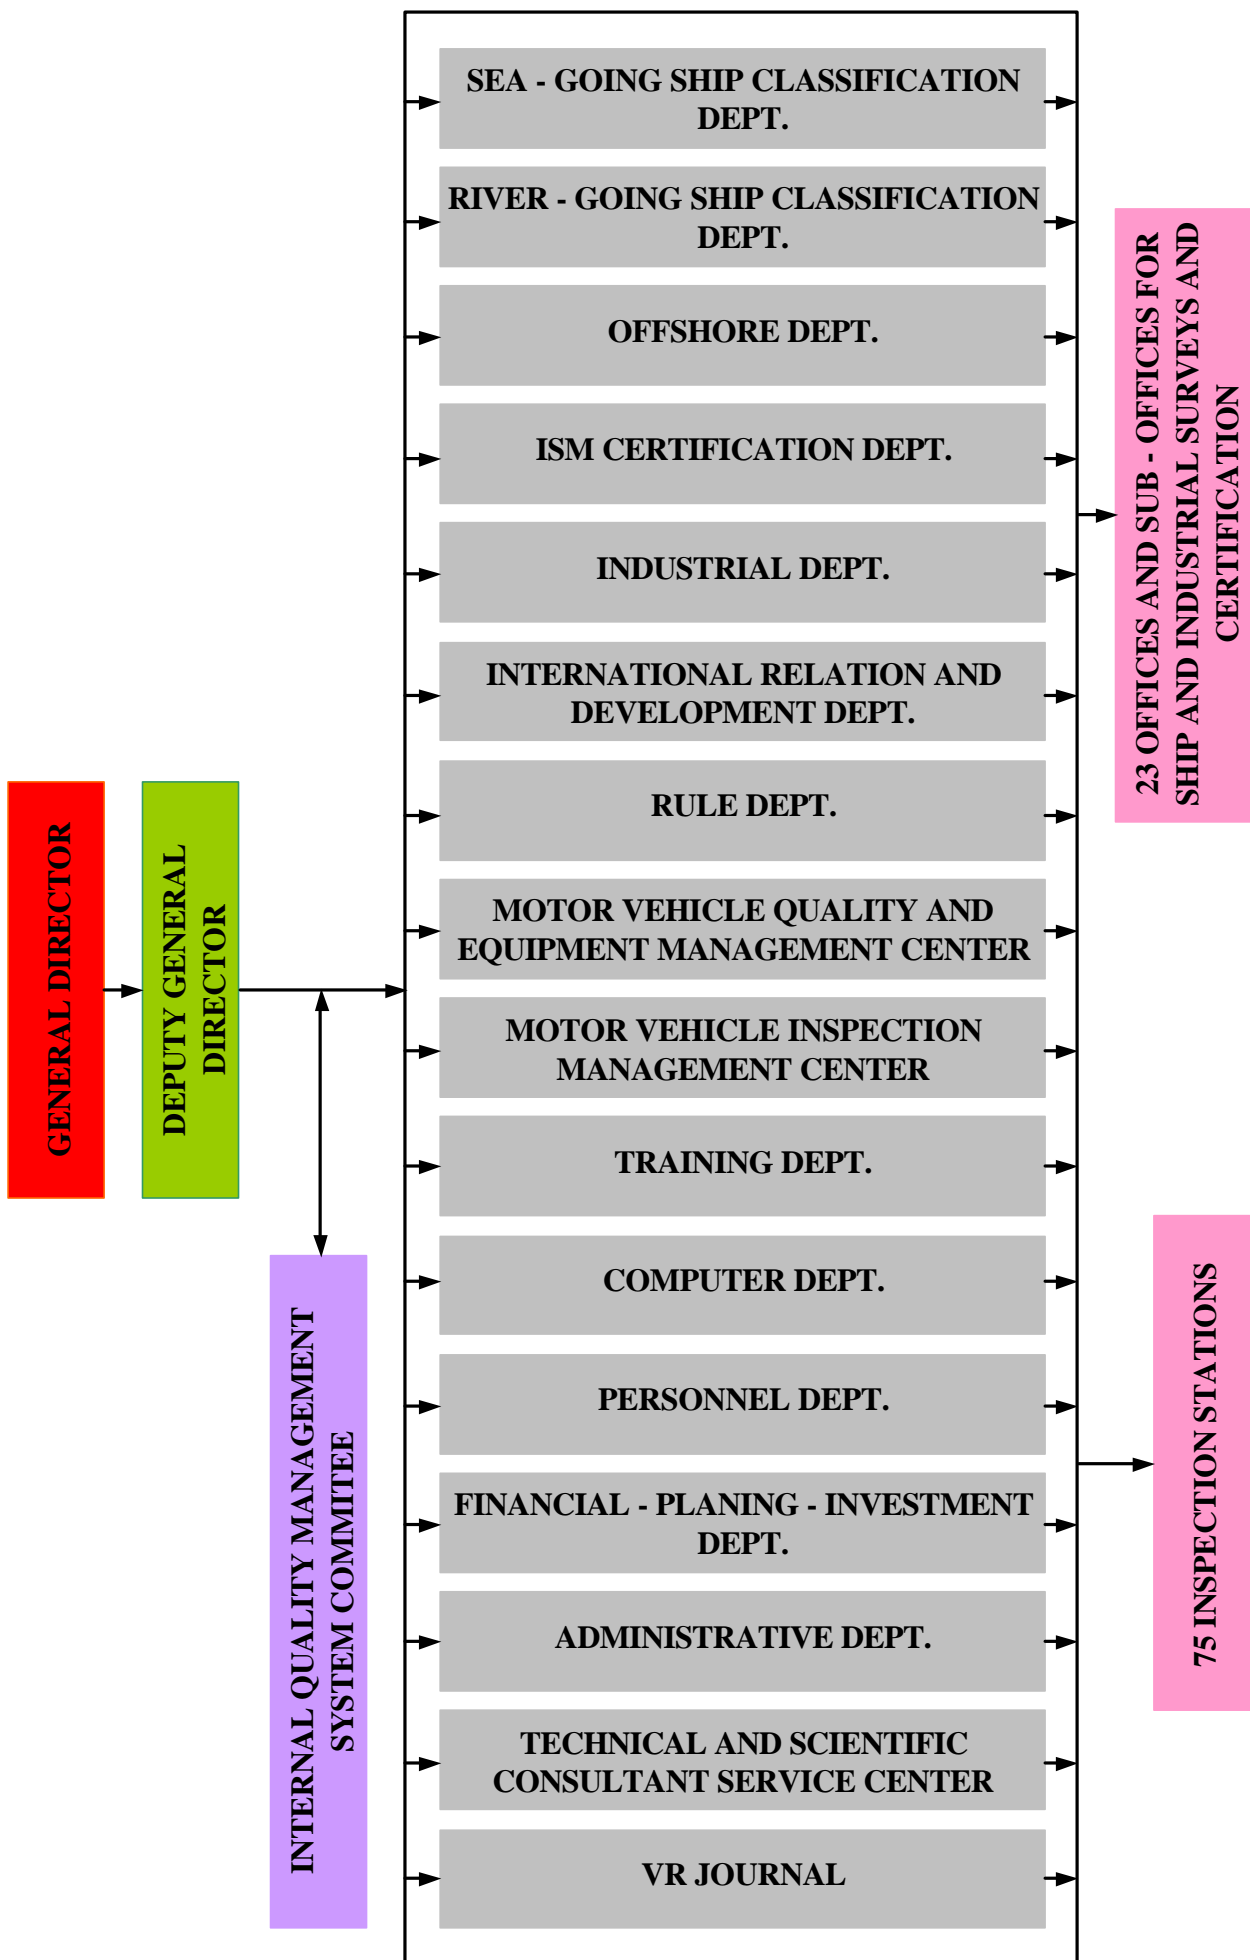 GENERAL DIRECTOR
DEPUTY GENERAL
DIRECTOR
INTERNAL QUALITY MANAGEMENT
SYSTEM COMMITEE
SEA - GOING SHIP CLASSIFICATION
DEPT.
RIVER - GOING SHIP CLASSIFICATION
DEPT.
OFFSHORE DEPT.
ISM CERTIFICATION DEPT.
INDUSTRIAL DEPT.
INTERNATIONAL RELATION AND
DEVELOPMENT DEPT.
RULE DEPT.
MOTOR VEHICLE QUALITY AND
EQUIPMENT MANAGEMENT CENTER
MOTOR VEHICLE INSPECTION
MANAGEMENT CENTER
TRAINING DEPT.
COMPUTER DEPT.
PERSONNEL DEPT.
FINANCIAL - PLANING - INVESTMENT
DEPT.
ADMINISTRATIVE DEPT.
TECHNICAL AND SCIENTIFIC
CONSULTANT SERVICE CENTER
VR JOURNAL
23 OFFICES AND SUB - OFFICES FOR
SHIP AND INDUSTRIAL SURVEYS AND
CERTIFICATION
75 INSPECTION STATIONS